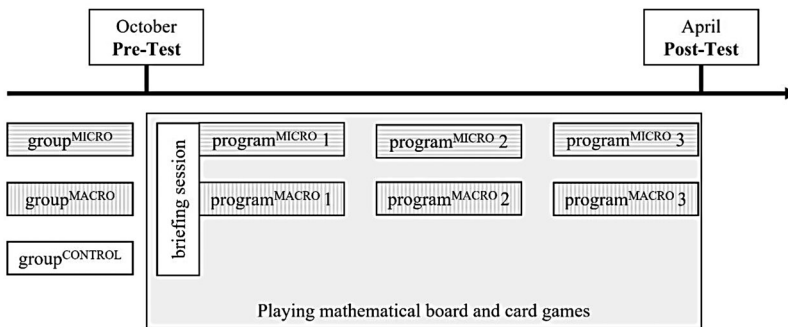 October
Pre-Test
April
Post-Test
groupMICRO
briefing session
programMICRO 1
programMICRO 2
programMICRO 3
groupMACRO
programMACRO 1
programMACRO 2
programMACRO 3
groupCONTROL
Playing mathematical board and card games